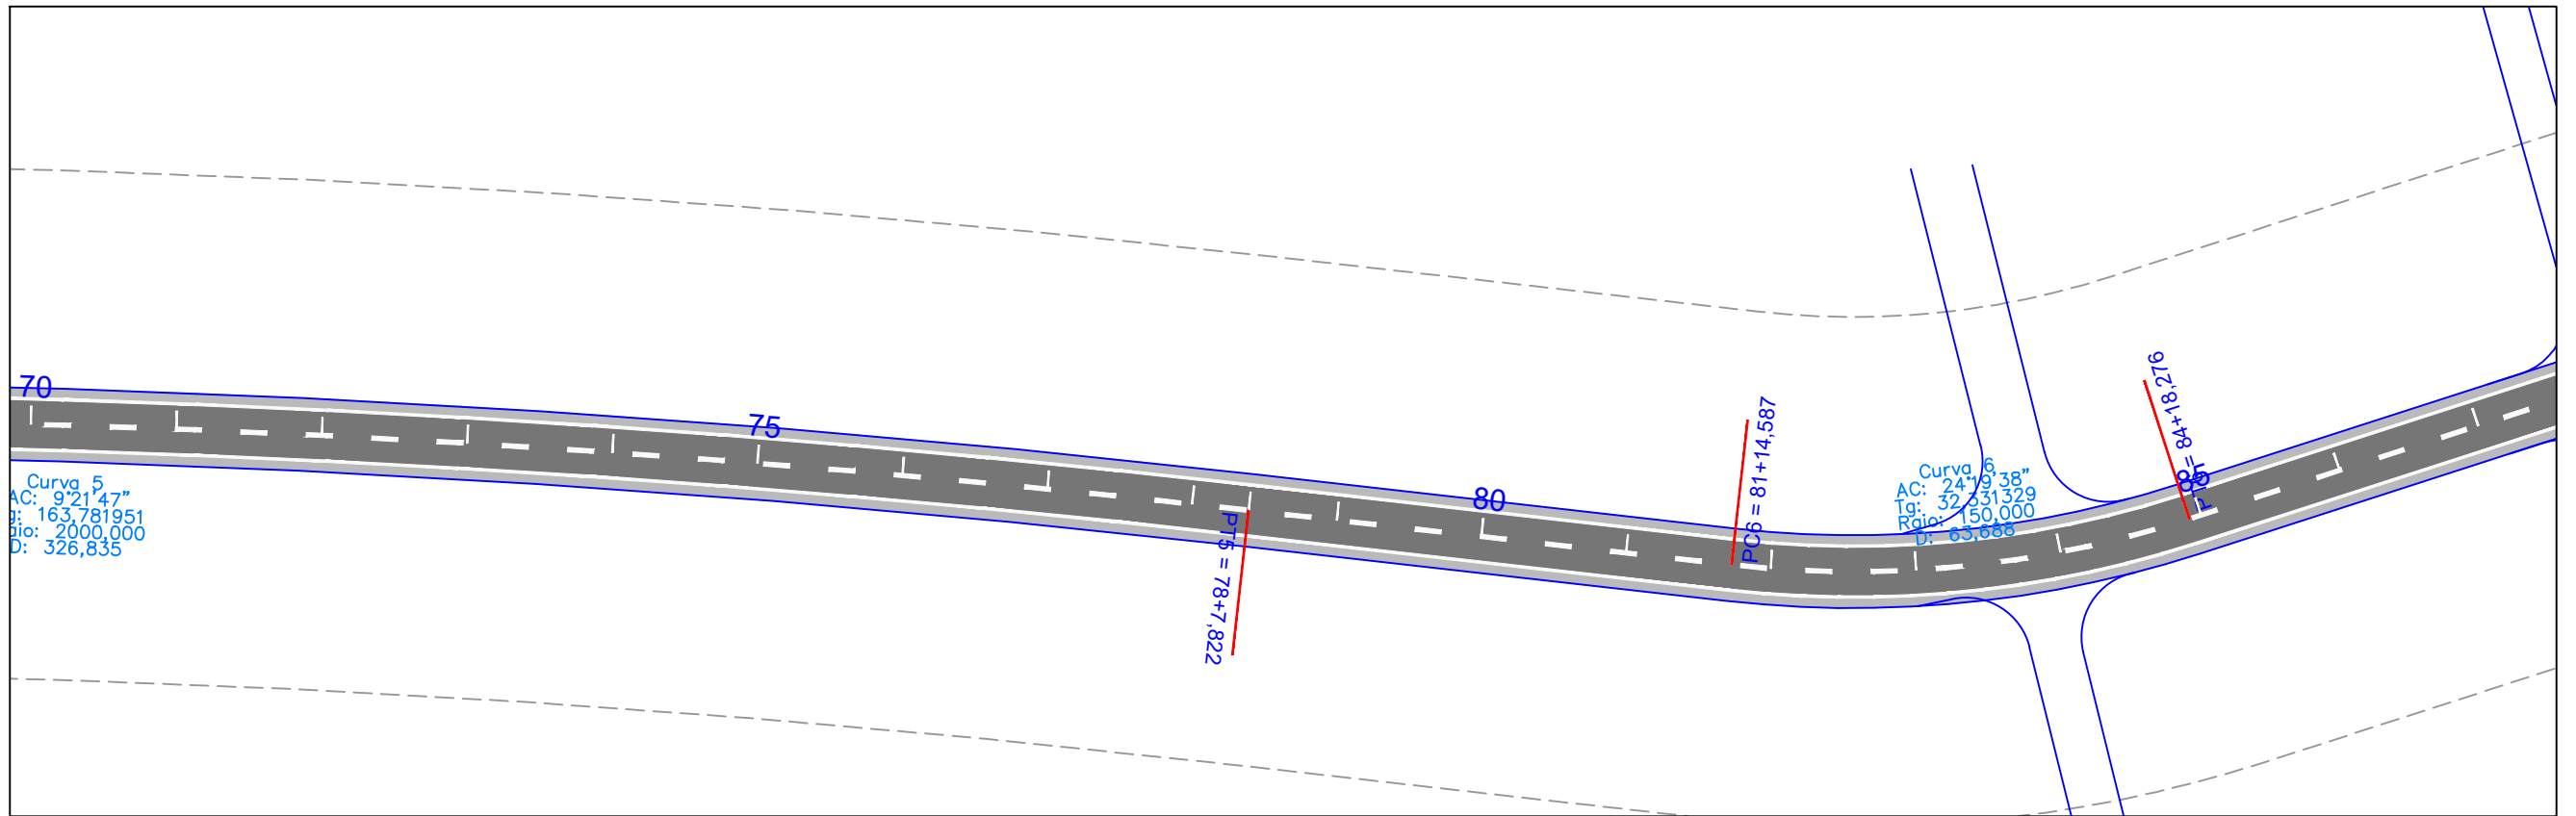 70
75
80
85
Curva 5
AC: 9°21'47"
g: 163,781951
aio: 2000,000
D: 326,835
PT5 = 78+7,822
PC6 = 81+14,587
Curva 6
AC: 24°19'38"
Tg: 32,331329
Raio: 150,000
D: 63,688
= 84+18,276